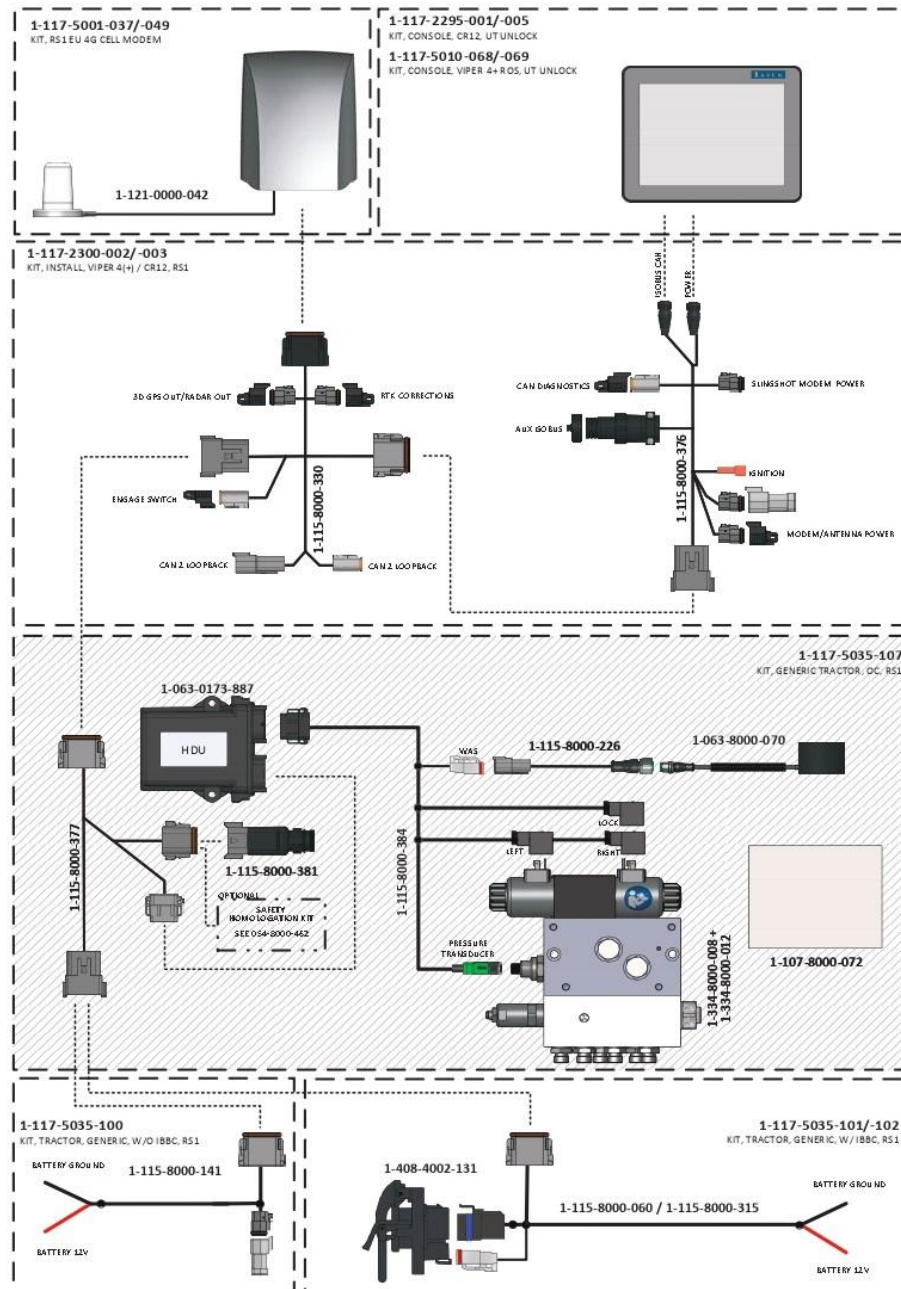 1-117-5001-037/-049
KIT, RS1 EU 4G CELL MODEM
1-121-0000-042
1-117-2295-001/-005
KIT, CONSOLE, CR12, UT UNLOCK
1-117-5010-068/-069
KIT, CONSOLE, VIPER 4+ ROS, UT UNLOCK
RAVEN
1-117-2300-002/-003
KIT, INSTALL, VIPER 4(+) / CR12, RS1
ISOBUS CAN
POWER
3D GPS OUT/RADAR OUT
RTK CORRECTIONS
CAN DIAGNOSTICS
SLINGSHOT MODEM POWER
AUX ISOBUS
1-115-8000-376
IGNITION
ENGAGE SWITCH
1-115-8000-330
MODEM/ANTENNA POWER
CAN 2 LOOPBACK
CAN 2 LOOPBACK
1-117-5035-107
KIT, GENERIC TRACTOR, OC, RS1
1-063-0173-887
HDU
WAS
1-115-8000-226
1-063-8000-070
LOCK
LEFT
RIGHT
1-115-8000-377
1-115-8000-381
1-115-8000-384
OPTIONAL
SAFETY
HOMOLOGATION KIT
SEE 054-8000-462
PRESSURE
TRANSDUCER
1-334-8000-008 +
1-334-8000-012
1-107-8000-072
1-117-5035-100
KIT, TRACTOR, GENERIC, W/O IBBC, RS1
BATTERY GROUND
1-115-8000-141
BATTERY 12V
1-117-5035-101/-102
KIT, TRACTOR, GENERIC, W/ IBBC, RS1
1-408-4002-131
1-115-8000-060 / 1-115-8000-315
BATTERY GROUND
BATTERY 12V